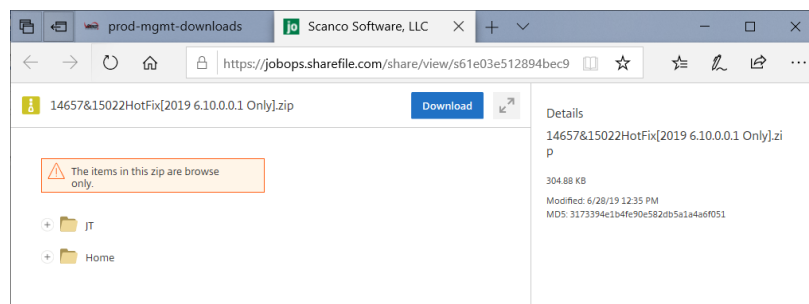 prod-mgmt-downloads
jo Scanco Software, LLC
https://jobops.sharefile.com/share/view/s61e03e512894bec9
14657&15022HotFix[2019 6.10.0.0.1 Only].zip
Download
The items in this zip are browse
only.
JT
Home
Details
14657&15022HotFix[2019 6.10.0.0.1 Only].zi
p
304.88 KB
Modified: 6/28/19 12:35 PM
MD5: 3173394e1b4fe90e582db5a1a4a6f051